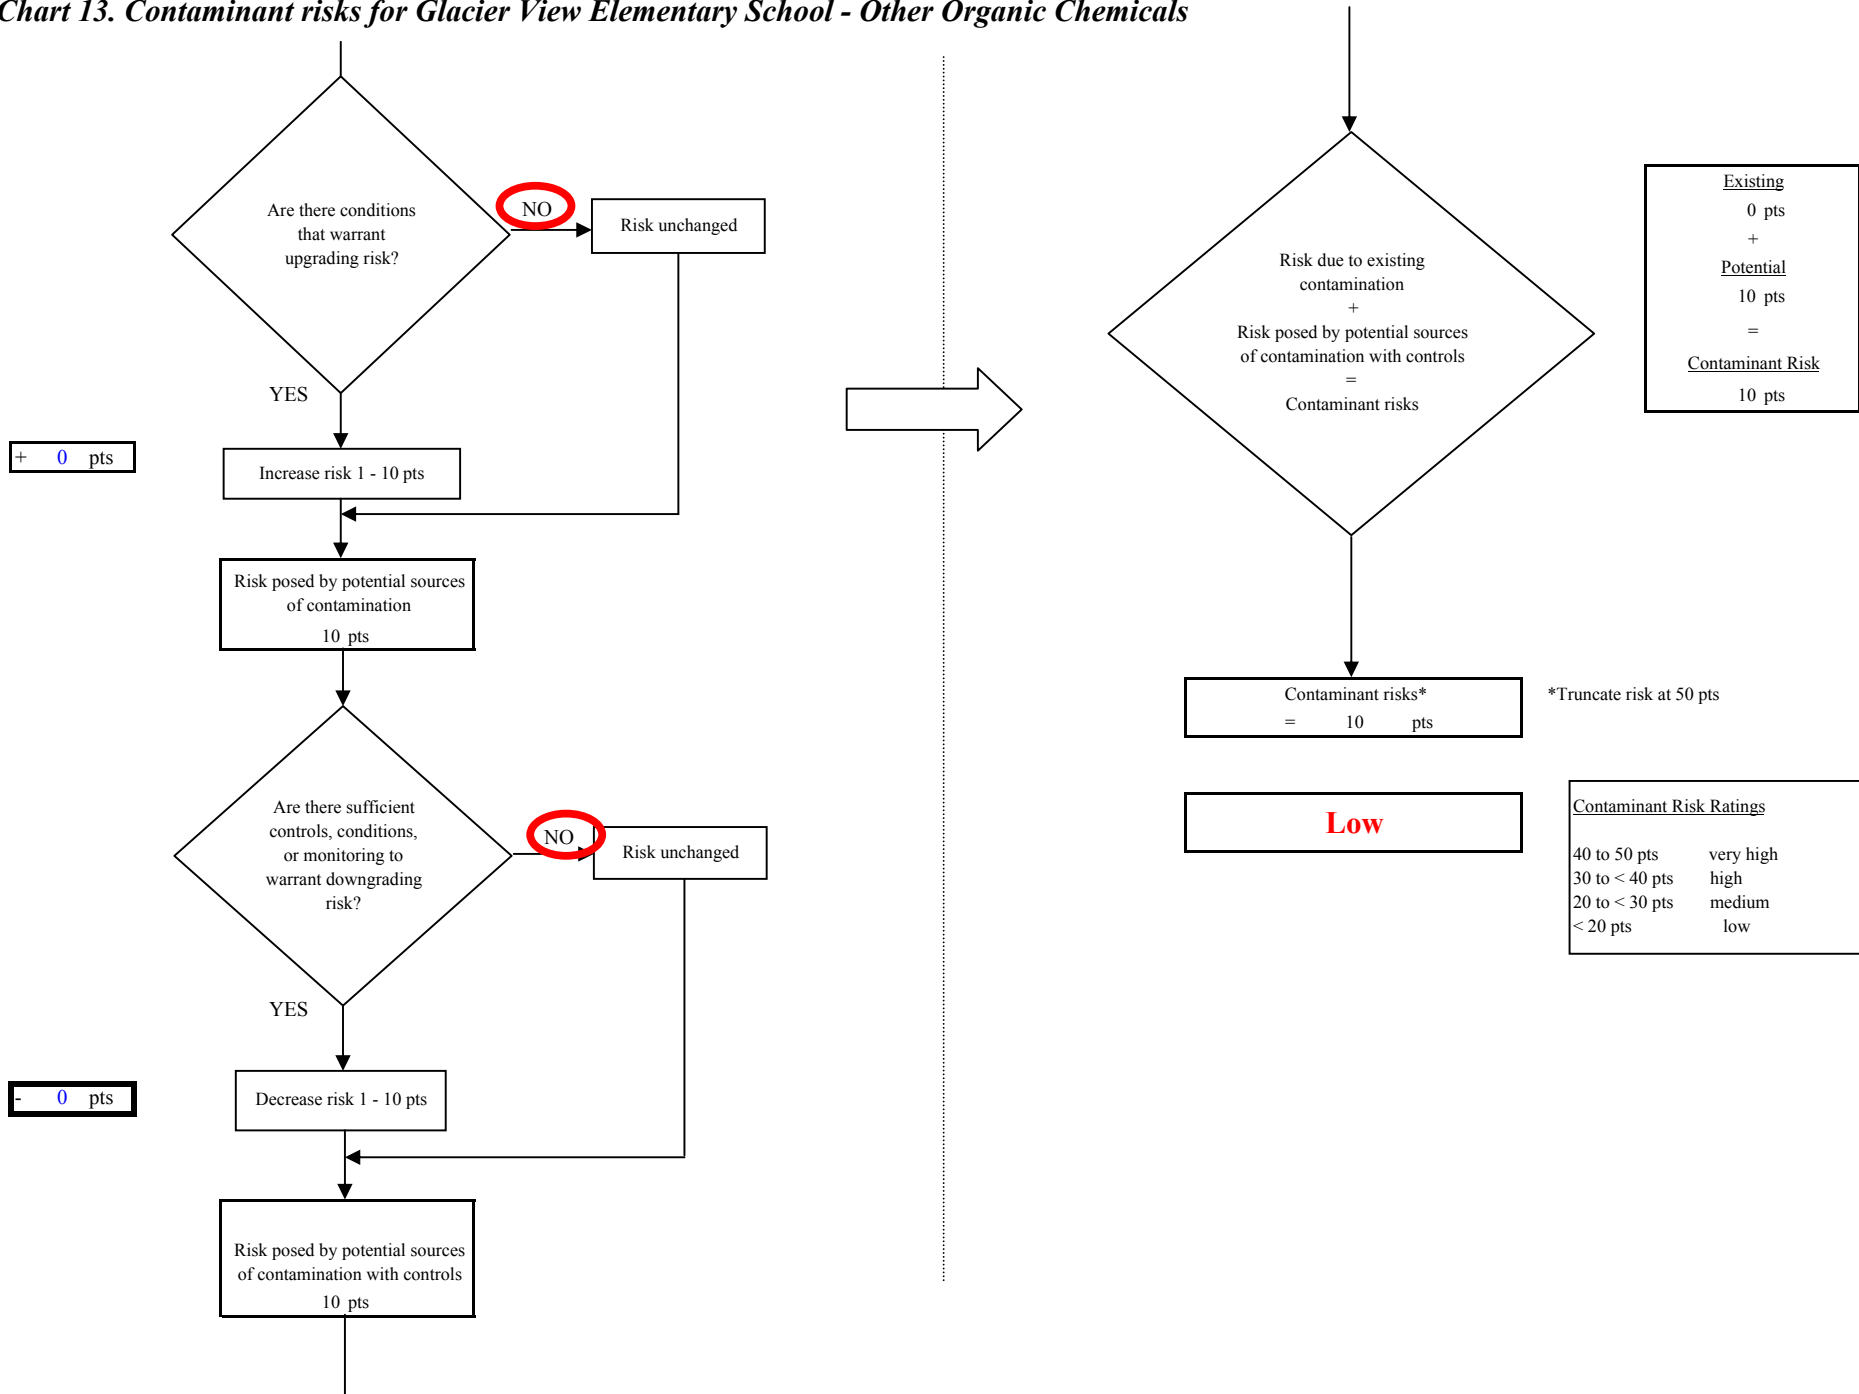 Chart 13. Contaminant risks for Glacier View Elementary School - Other Organic Chemicals
Are there conditions
that warrant
upgrading risk?
NO
Risk unchanged
YES
+ 0 pts
Increase risk 1 - 10 pts
Risk posed by potential sources
of contamination
10 pts
Are there sufficient
controls, conditions,
or monitoring to
warrant downgrading
risk?
NO
Risk unchanged
YES
- 0 pts
Decrease risk 1 - 10 pts
Risk posed by potential sources
of contamination with controls
10 pts
Risk due to existing
contamination
+
Risk posed by potential sources
of contamination with controls
=
Contaminant risks
Existing
0 pts
+
Potential
10 pts
=
Contaminant Risk
10 pts
Contaminant risks*
= 10 pts
*Truncate risk at 50 pts
Low
Contaminant Risk Ratings
40 to 50 pts very high
30 to < 40 pts high
20 to < 30 pts medium
< 20 pts low